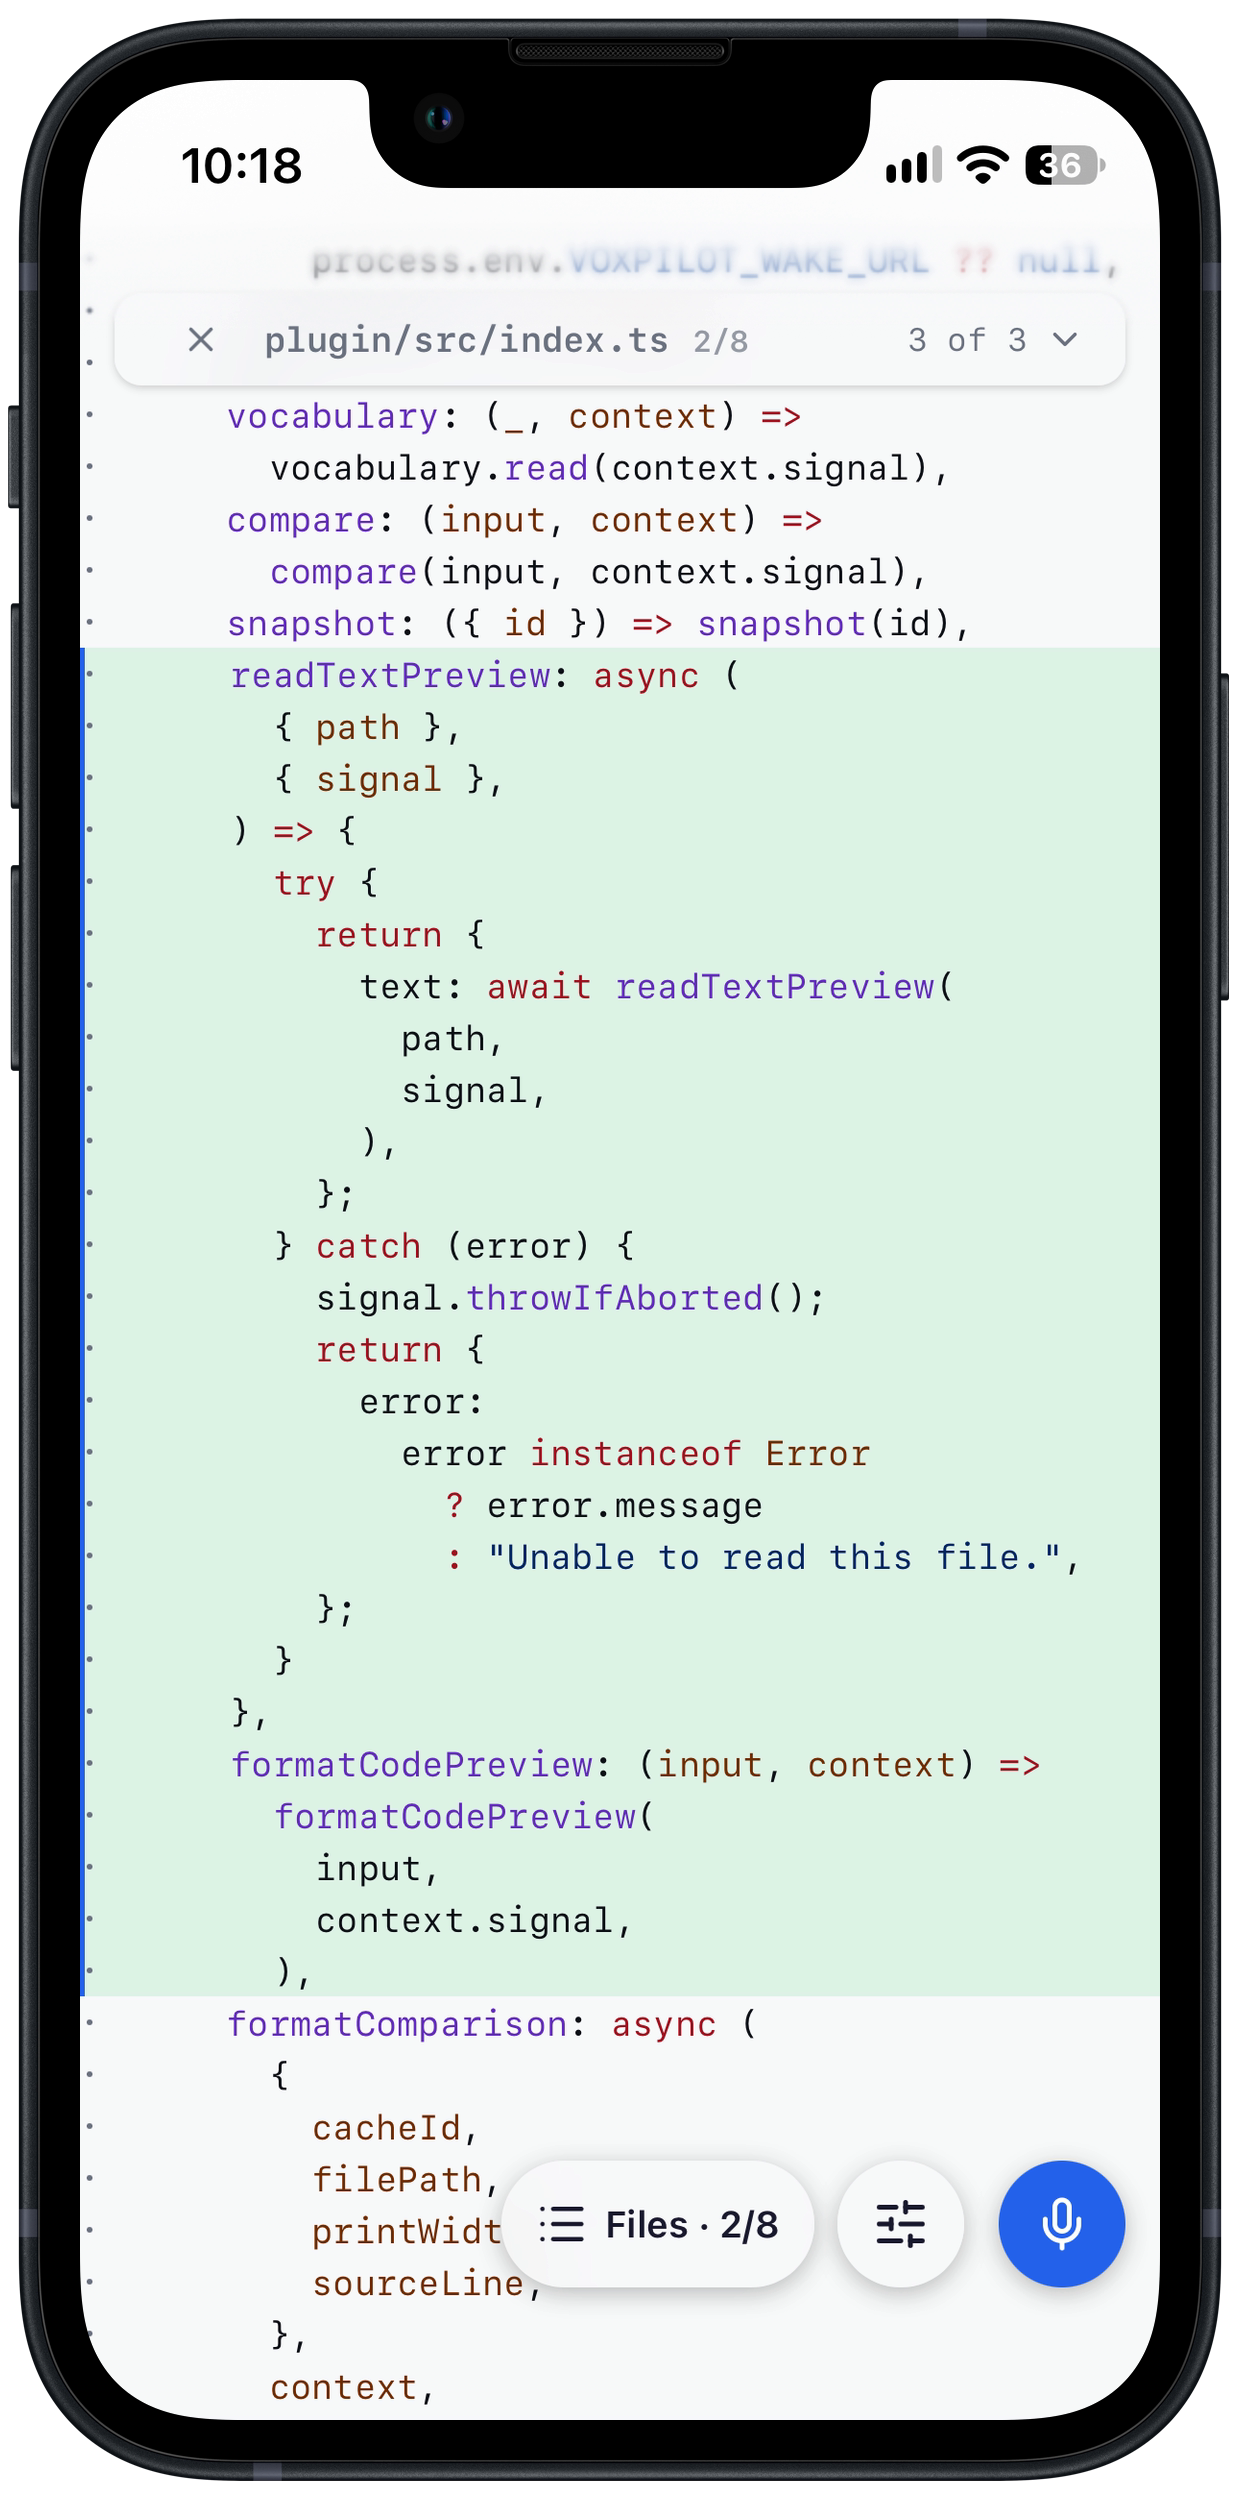 10:18
36
process.env.VOXPILOT_WAKE_URL ?? null,
plugin/src/index.ts 2/8 3 of 3
vocabulary: (_, context) =>
vocabulary.read(context.signal),
compare: (input, context) =>
compare(input, context.signal),
snapshot: ({ id }) => snapshot(id),
readTextPreview: async (
{ path },
{ signal },
) => {
try {
return {
text: await readTextPreview(
path,
signal,
),
};
} catch (error) {
signal.throwIfAborted();
return {
error:
error instanceof Error
? error.message
: "Unable to read this file.",
};
}
},
formatCodePreview: (input, context) =>
formatCodePreview(
input,
context.signal,
),
formatComparison: async (
{
cacheId,
filePath,
printWidt
sourceLine,
},
context,
Files · 2/8